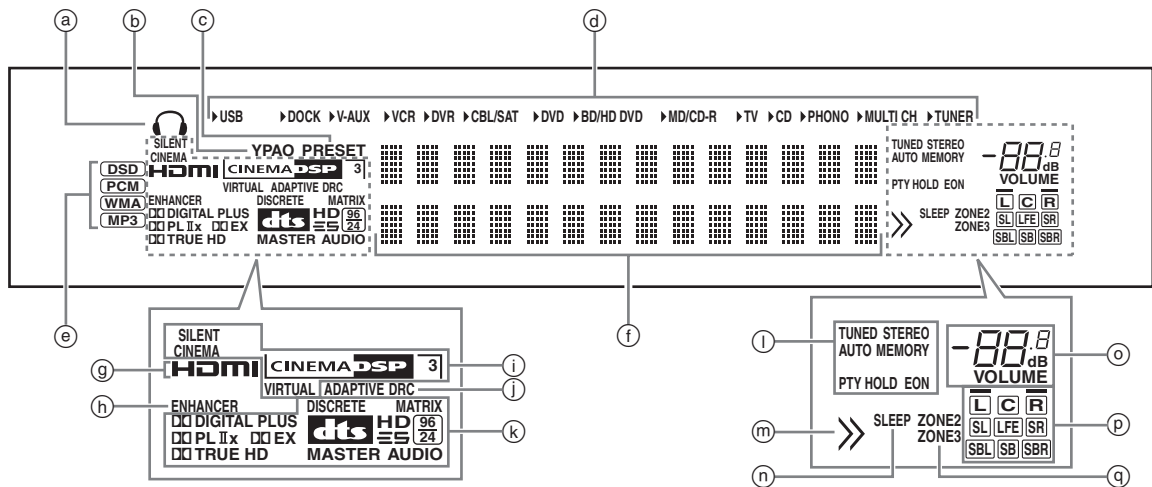 ⓐ ⓑ ⓒ ⓓ
▶USB ▶DOCK ▶V-AUX ▶VCR ▶DVR ▶CBL/SAT ▶DVD ▶BD/HD DVD ▶MD/CD-R ▶TV ▶CD ▶PHONO ▶MULTI CH ▶TUNER
SILENT
CINEMA
YPAO PRESET
HDMI CINEMA DSP 3
VIRTUAL ADAPTIVE DRC
ENHANCER DISCRETE MATRIX
DIGITAL PLUS dts HD 96
PL IIx EX ES 24
TRUE HD MASTER AUDIO
DSD
PCM
WMA
MP3
TUNED STEREO
AUTO MEMORY
PTY HOLD EON
SLEEP ZONE2
ZONE3
-88.8
dB
VOLUME
L C R
SL LFE SR
SBL SB SBR
ⓔ ⓕ
SILENT
CINEMA
ⓖ HDMI CINEMA DSP 3 ⓘ
VIRTUAL ADAPTIVE DRC ⓙ
ⓗ ENHANCER DISCRETE MATRIX
DIGITAL PLUS dts HD 96
PL IIx EX ES 24 ⓚ
TRUE HD MASTER AUDIO
ⓛ TUNED STEREO
AUTO MEMORY
PTY HOLD EON
-88.8
dB ⓞ
VOLUME
ⓜ SLEEP ZONE2
ZONE3
L C R
SL LFE SR ⓟ
SBL SB SBR
ⓝ ⓠ